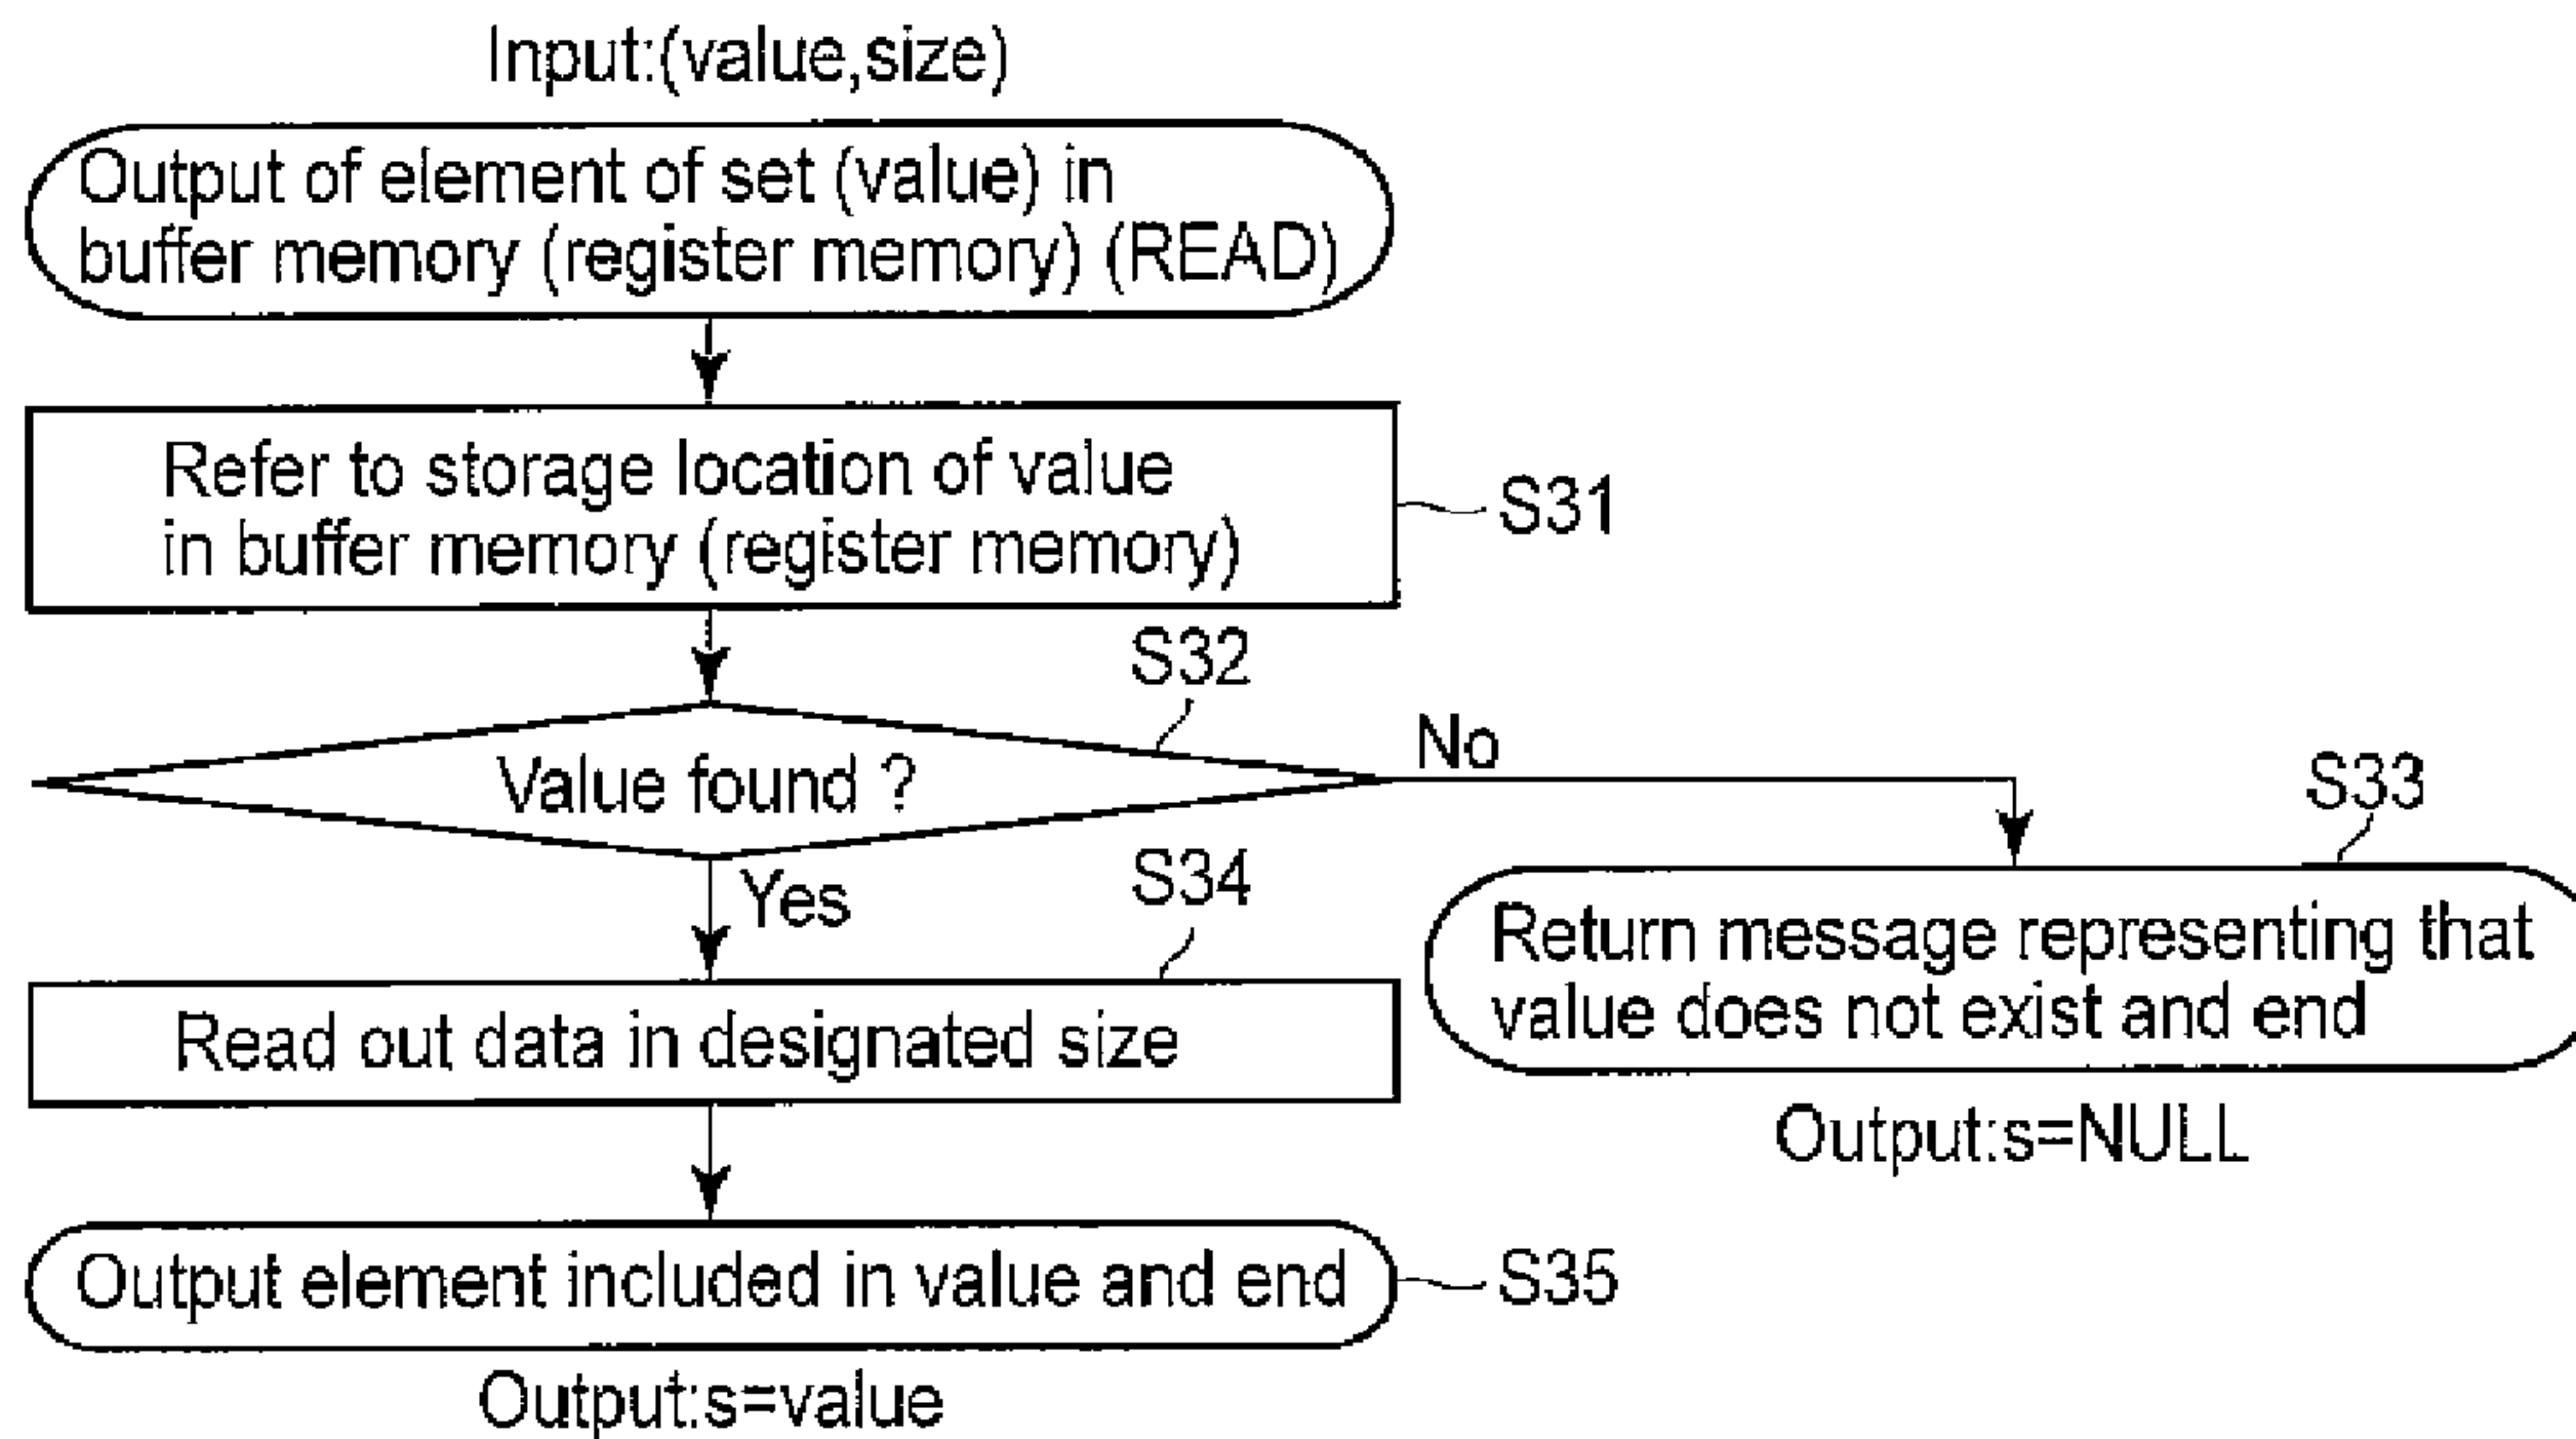 Input:(value,size)
Output of element of set (value) in
buffer memory (register memory) (READ)
Refer to storage location of value
in buffer memory (register memory)
S31
S32
Value found ?
No
Yes
S33
Return message representing that
value does not exist and end
Output:s=NULL
S34
Read out data in designated size
Output element included in value and end
S35
Output:s=value